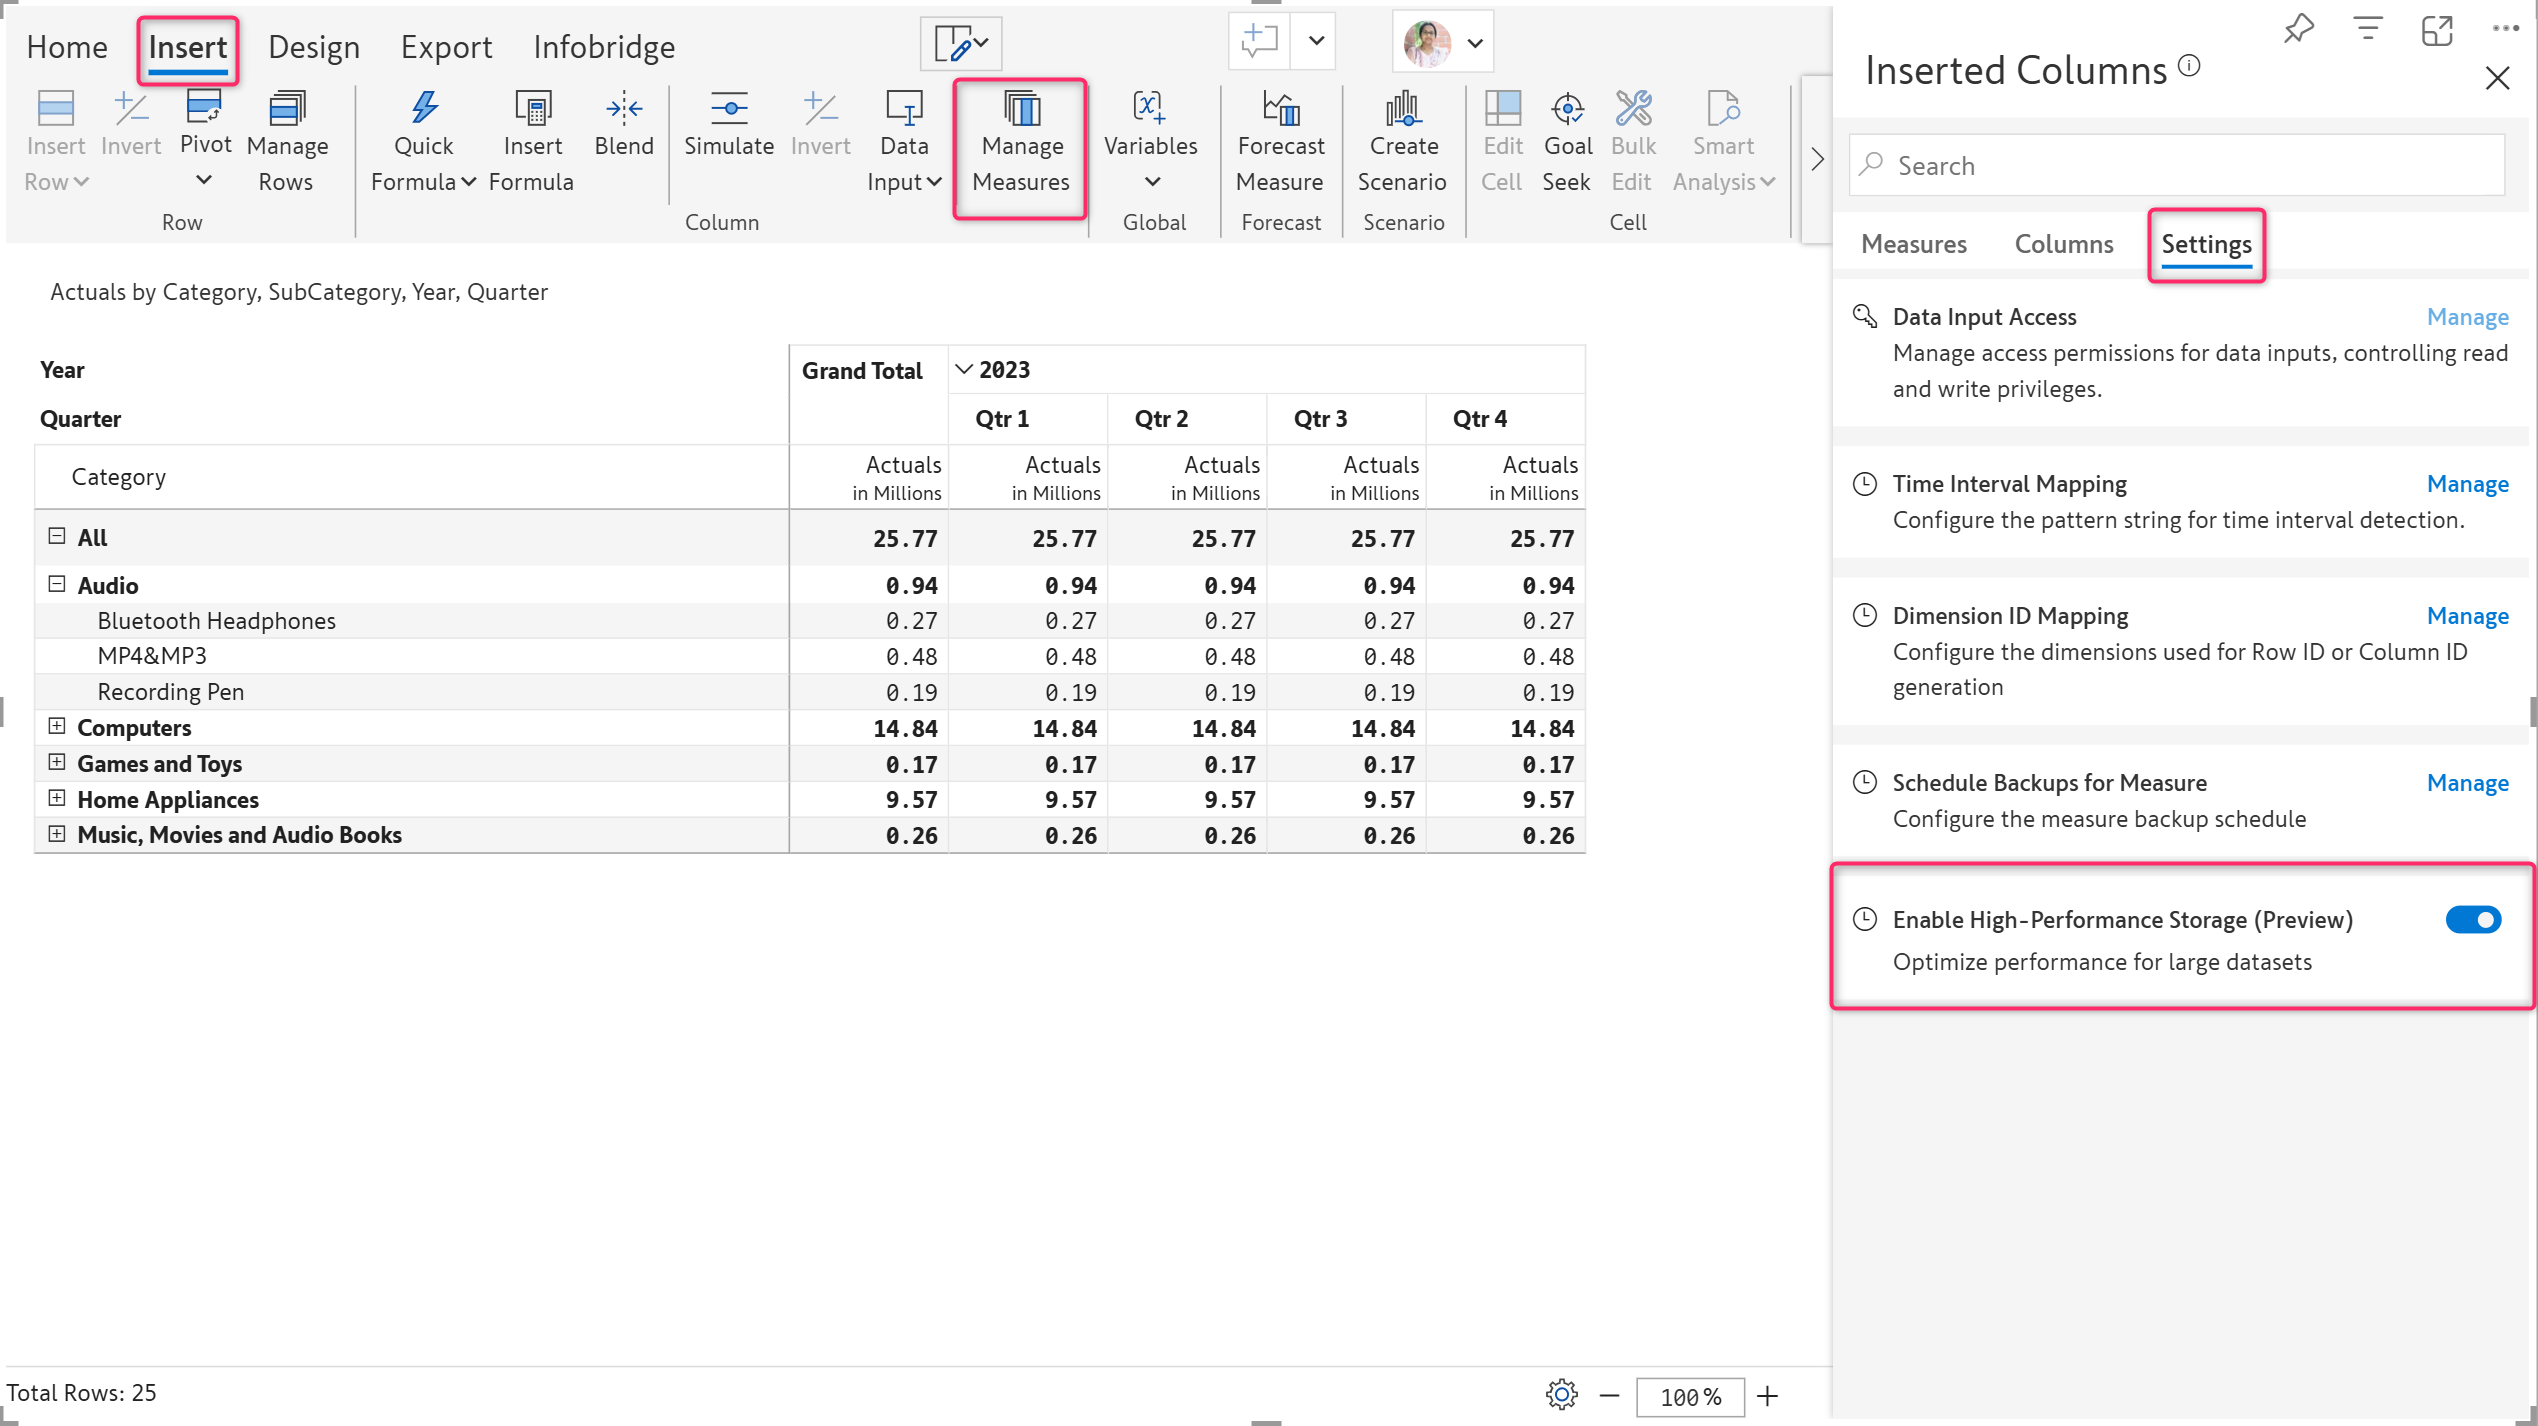 Home Insert Design Export Infobridge
Insert Invert Pivot Manage Quick Insert Blend Simulate Invert Data Manage Variables Forecast Create Edit Goal Bulk Smart
Row Rows Formula Formula Input Measures Measure Scenario Cell Seek Edit Analysis
Row Column Global Forecast Scenario Cell
Actuals by Category, SubCategory, Year, Quarter
Year Grand Total 2023
Quarter Qtr 1 Qtr 2 Qtr 3 Qtr 4
Category Actuals Actuals Actuals Actuals Actuals
in Millions in Millions in Millions in Millions in Millions
All 25.77 25.77 25.77 25.77 25.77
Audio 0.94 0.94 0.94 0.94 0.94
Bluetooth Headphones 0.27 0.27 0.27 0.27 0.27
MP4&MP3 0.48 0.48 0.48 0.48 0.48
Recording Pen 0.19 0.19 0.19 0.19 0.19
Computers 14.84 14.84 14.84 14.84 14.84
Games and Toys 0.17 0.17 0.17 0.17 0.17
Home Appliances 9.57 9.57 9.57 9.57 9.57
Music, Movies and Audio Books 0.26 0.26 0.26 0.26 0.26
Total Rows: 25
100%
Inserted Columns
Search
Measures Columns Settings
Data Input Access Manage
Manage access permissions for data inputs, controlling read
and write privileges.
Time Interval Mapping Manage
Configure the pattern string for time interval detection.
Dimension ID Mapping Manage
Configure the dimensions used for Row ID or Column ID
generation
Schedule Backups for Measure Manage
Configure the measure backup schedule
Enable High-Performance Storage (Preview)
Optimize performance for large datasets